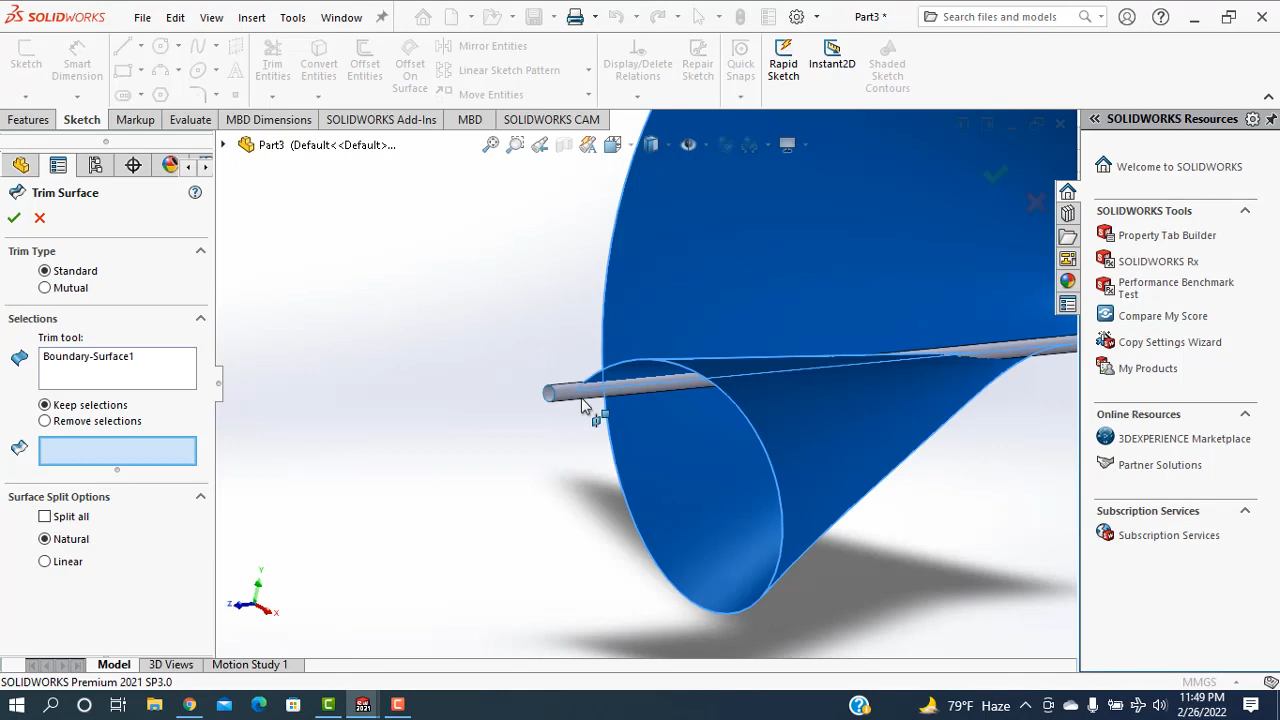 SOLIDWORKS
File
Edit
View
Insert
Tools
Window
Part3 *
Search files and models
Sketch
Smart Dimension
Trim Entities
Convert Entities
Offset Entities
Offset On Surface
Mirror Entities
Linear Sketch Pattern
Move Entities
Display/Delete Relations
Repair Sketch
Quick Snaps
Rapid Sketch
Instant2D
Shaded Sketch Contours
Features
Sketch
Markup
Evaluate
MBD Dimensions
SOLIDWORKS Add-Ins
MBD
SOLIDWORKS CAM
Part3 (Default<<Default>...
Trim Surface
Trim Type
Standard
Mutual
Selections
Trim tool:
Boundary-Surface1
Keep selections
Remove selections
Surface Split Options
Split all
Natural
Linear
Y
Z
X
SOLIDWORKS Resources
Welcome to SOLIDWORKS
SOLIDWORKS Tools
Property Tab Builder
SOLIDWORKS Rx
Performance Benchmark Test
Compare My Score
Copy Settings Wizard
My Products
Online Resources
3DEXPERIENCE Marketplace
Partner Solutions
Subscription Services
Subscription Services
Model
3D Views
Motion Study 1
SOLIDWORKS Premium 2021 SP3.0
MMGS
79°F Haze
11:49 PM
2/26/2022